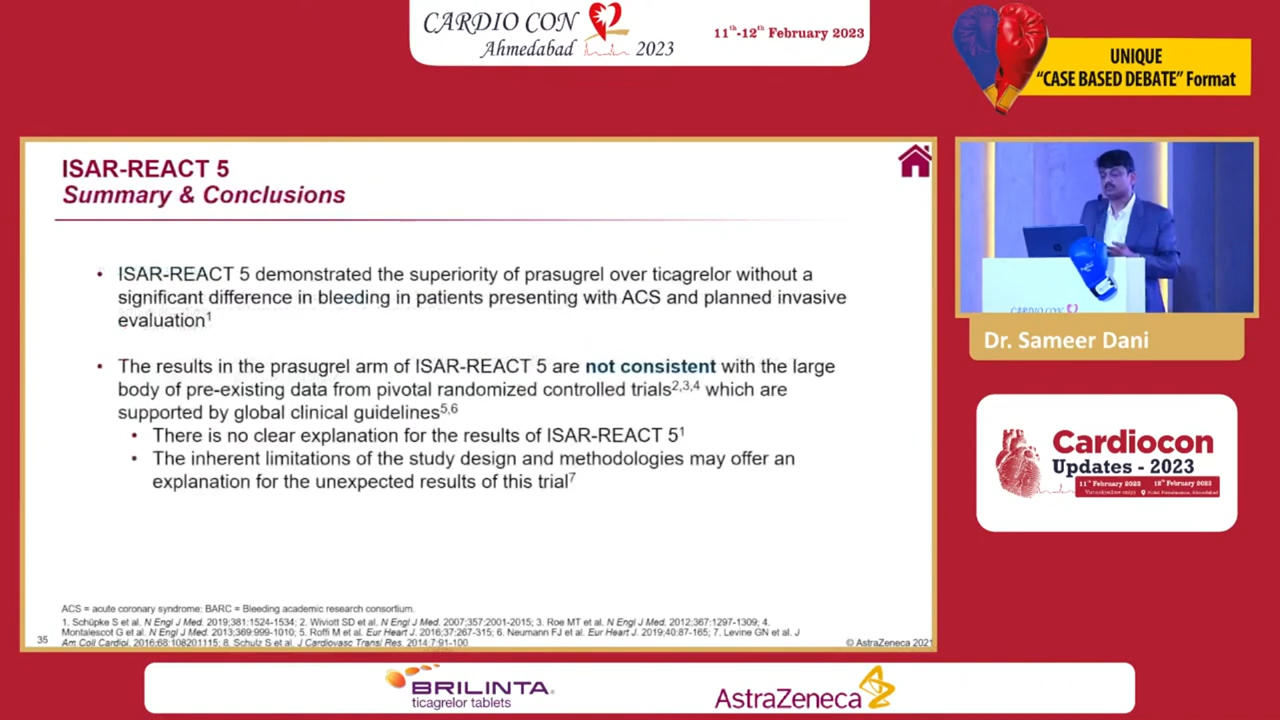 CARDIO CON
Ahmedabad 2023
11th-12th February 2023
UNIQUE
“CASE BASED DEBATE” Format
ISAR-REACT 5
Summary & Conclusions
• ISAR-REACT 5 demonstrated the superiority of prasugrel over ticagrelor without a
significant difference in bleeding in patients presenting with ACS and planned invasive
evaluation1
• The results in the prasugrel arm of ISAR-REACT 5 are not consistent with the large
body of pre-existing data from pivotal randomized controlled trials2,3,4 which are
supported by global clinical guidelines5,6
• There is no clear explanation for the results of ISAR-REACT 51
• The inherent limitations of the study design and methodologies may offer an
explanation for the unexpected results of this trial7
ACS = acute coronary syndrome; BARC = Bleeding academic research consortium.
1. Schüpke S et al. N Engl J Med. 2019;381:1524-1534; 2. Wiviott SD et al. N Engl J Med. 2007;357:2001-2015; 3. Roe MT et al. N Engl J Med. 2012;367:1297-1309; 4.
Montalescot G et al. N Engl J Med. 2013;369:999-1010; 5. Roffi M et al. Eur Heart J. 2016;37:267-315; 6. Neumann FJ et al. Eur Heart J. 2019;40:87-165; 7. Levine GN et al. J
Am Coll Cardiol. 2016;68:108201115; 8. Schulz S et al. J Cardiovasc Transl Res. 2014;7:91-100
35
© AstraZeneca 2021
hp
CARDIO CON
Dr. Sameer Dani
Cardiocon
Updates - 2023
11th February 2023
12th February 2023
Hotel Renaissance, Ahmedabad
BRILINTA
ticagrelor tablets
AstraZeneca